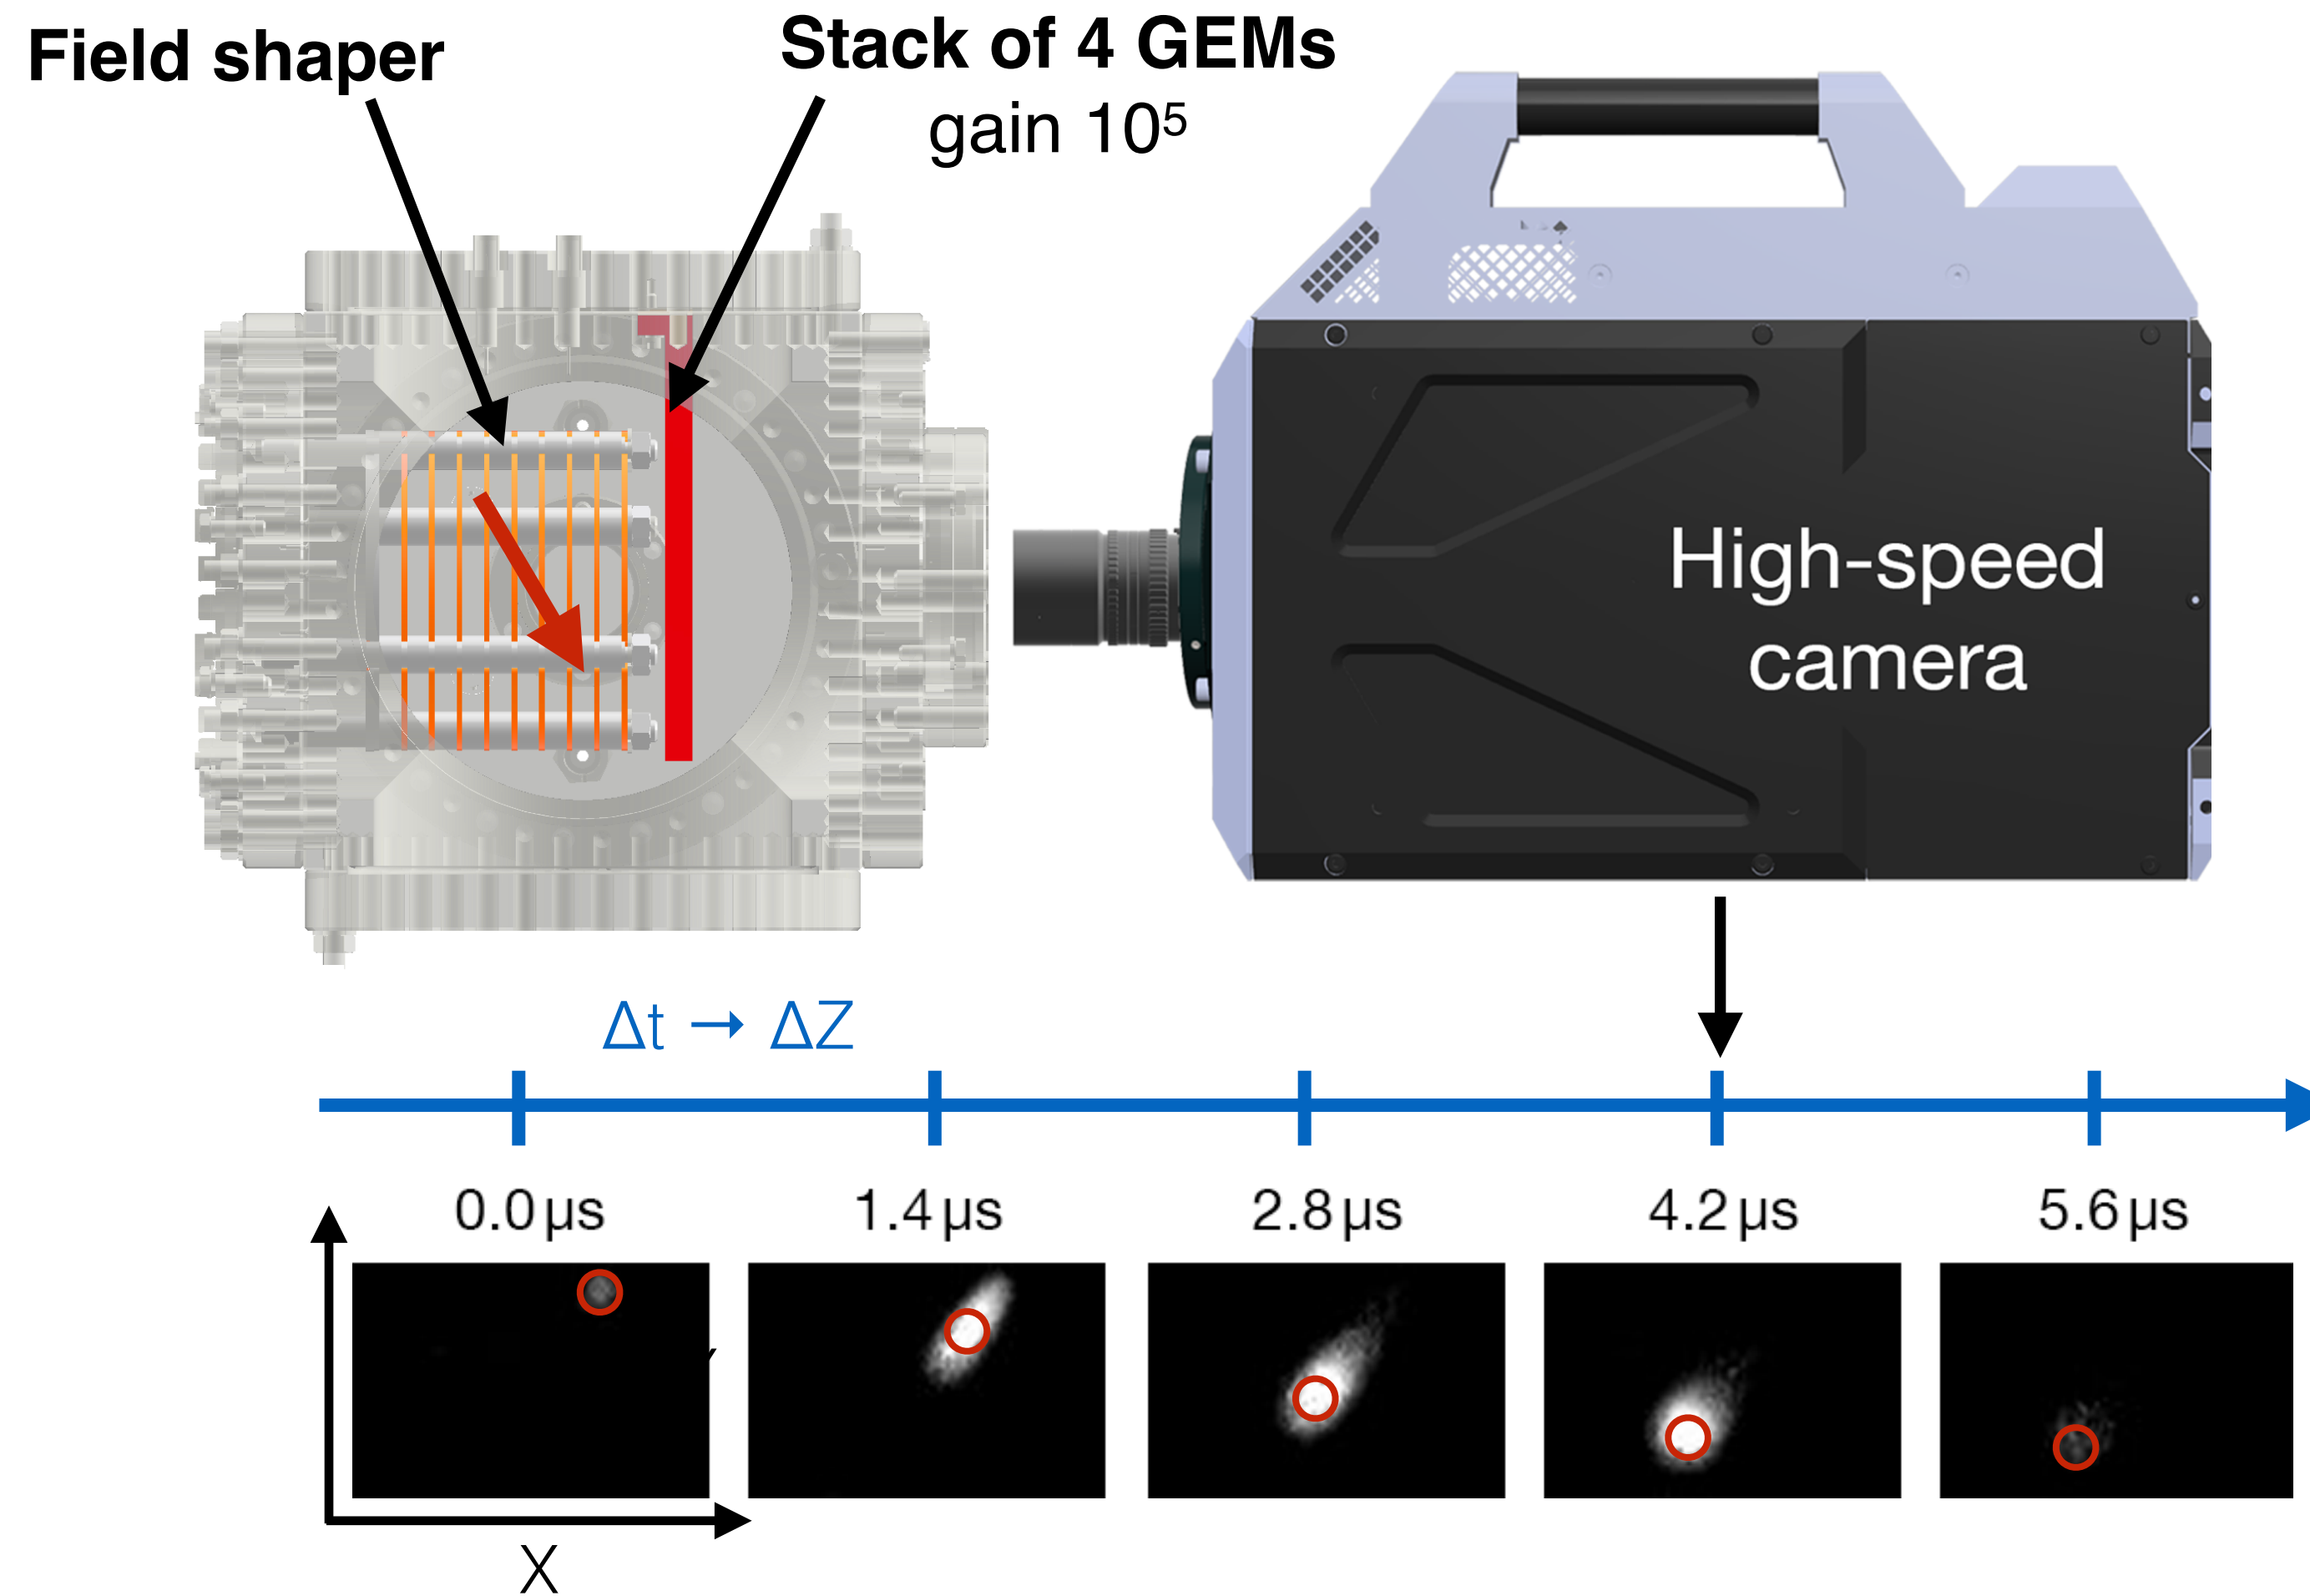 Field shaper
Stack of 4 GEMs
gain 10⁵
High-speed
camera
Δt → ΔZ
0.0 µs
1.4 µs
2.8 µs
4.2 µs
5.6 µs
X